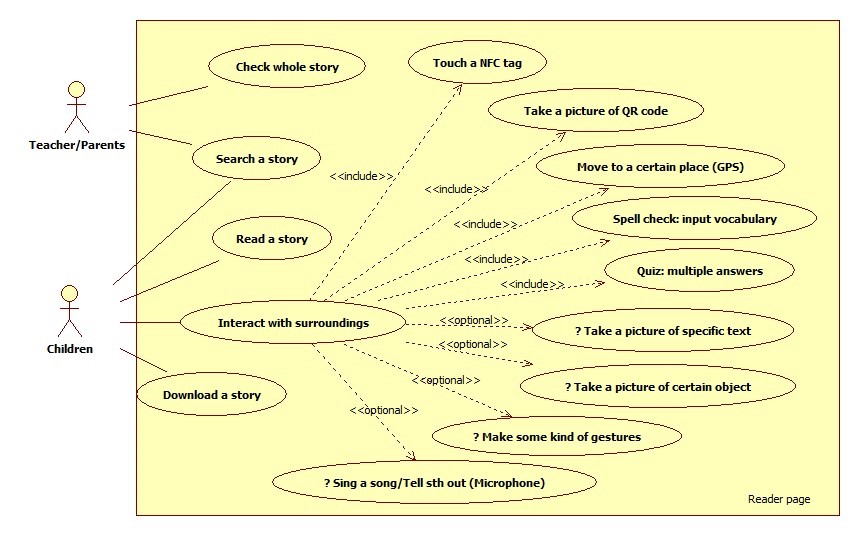 Check whole story
Touch a NFC tag
Take a picture of QR code
Teacher/Parents
Search a story
Move to a certain place (GPS)
<<include>>
<<include>>
Spell check: input vocabulary
<<include>>
Read a story
<<include>>
Quiz: multiple answers
<<include>>
Interact with surroundings
<<optional>>
? Take a picture of specific text
Children
<<optional>>
<<optional>>
? Take a picture of certain object
Download a story
<<optional>>
? Make some kind of gestures
? Sing a song/Tell sth out (Microphone)
Reader page